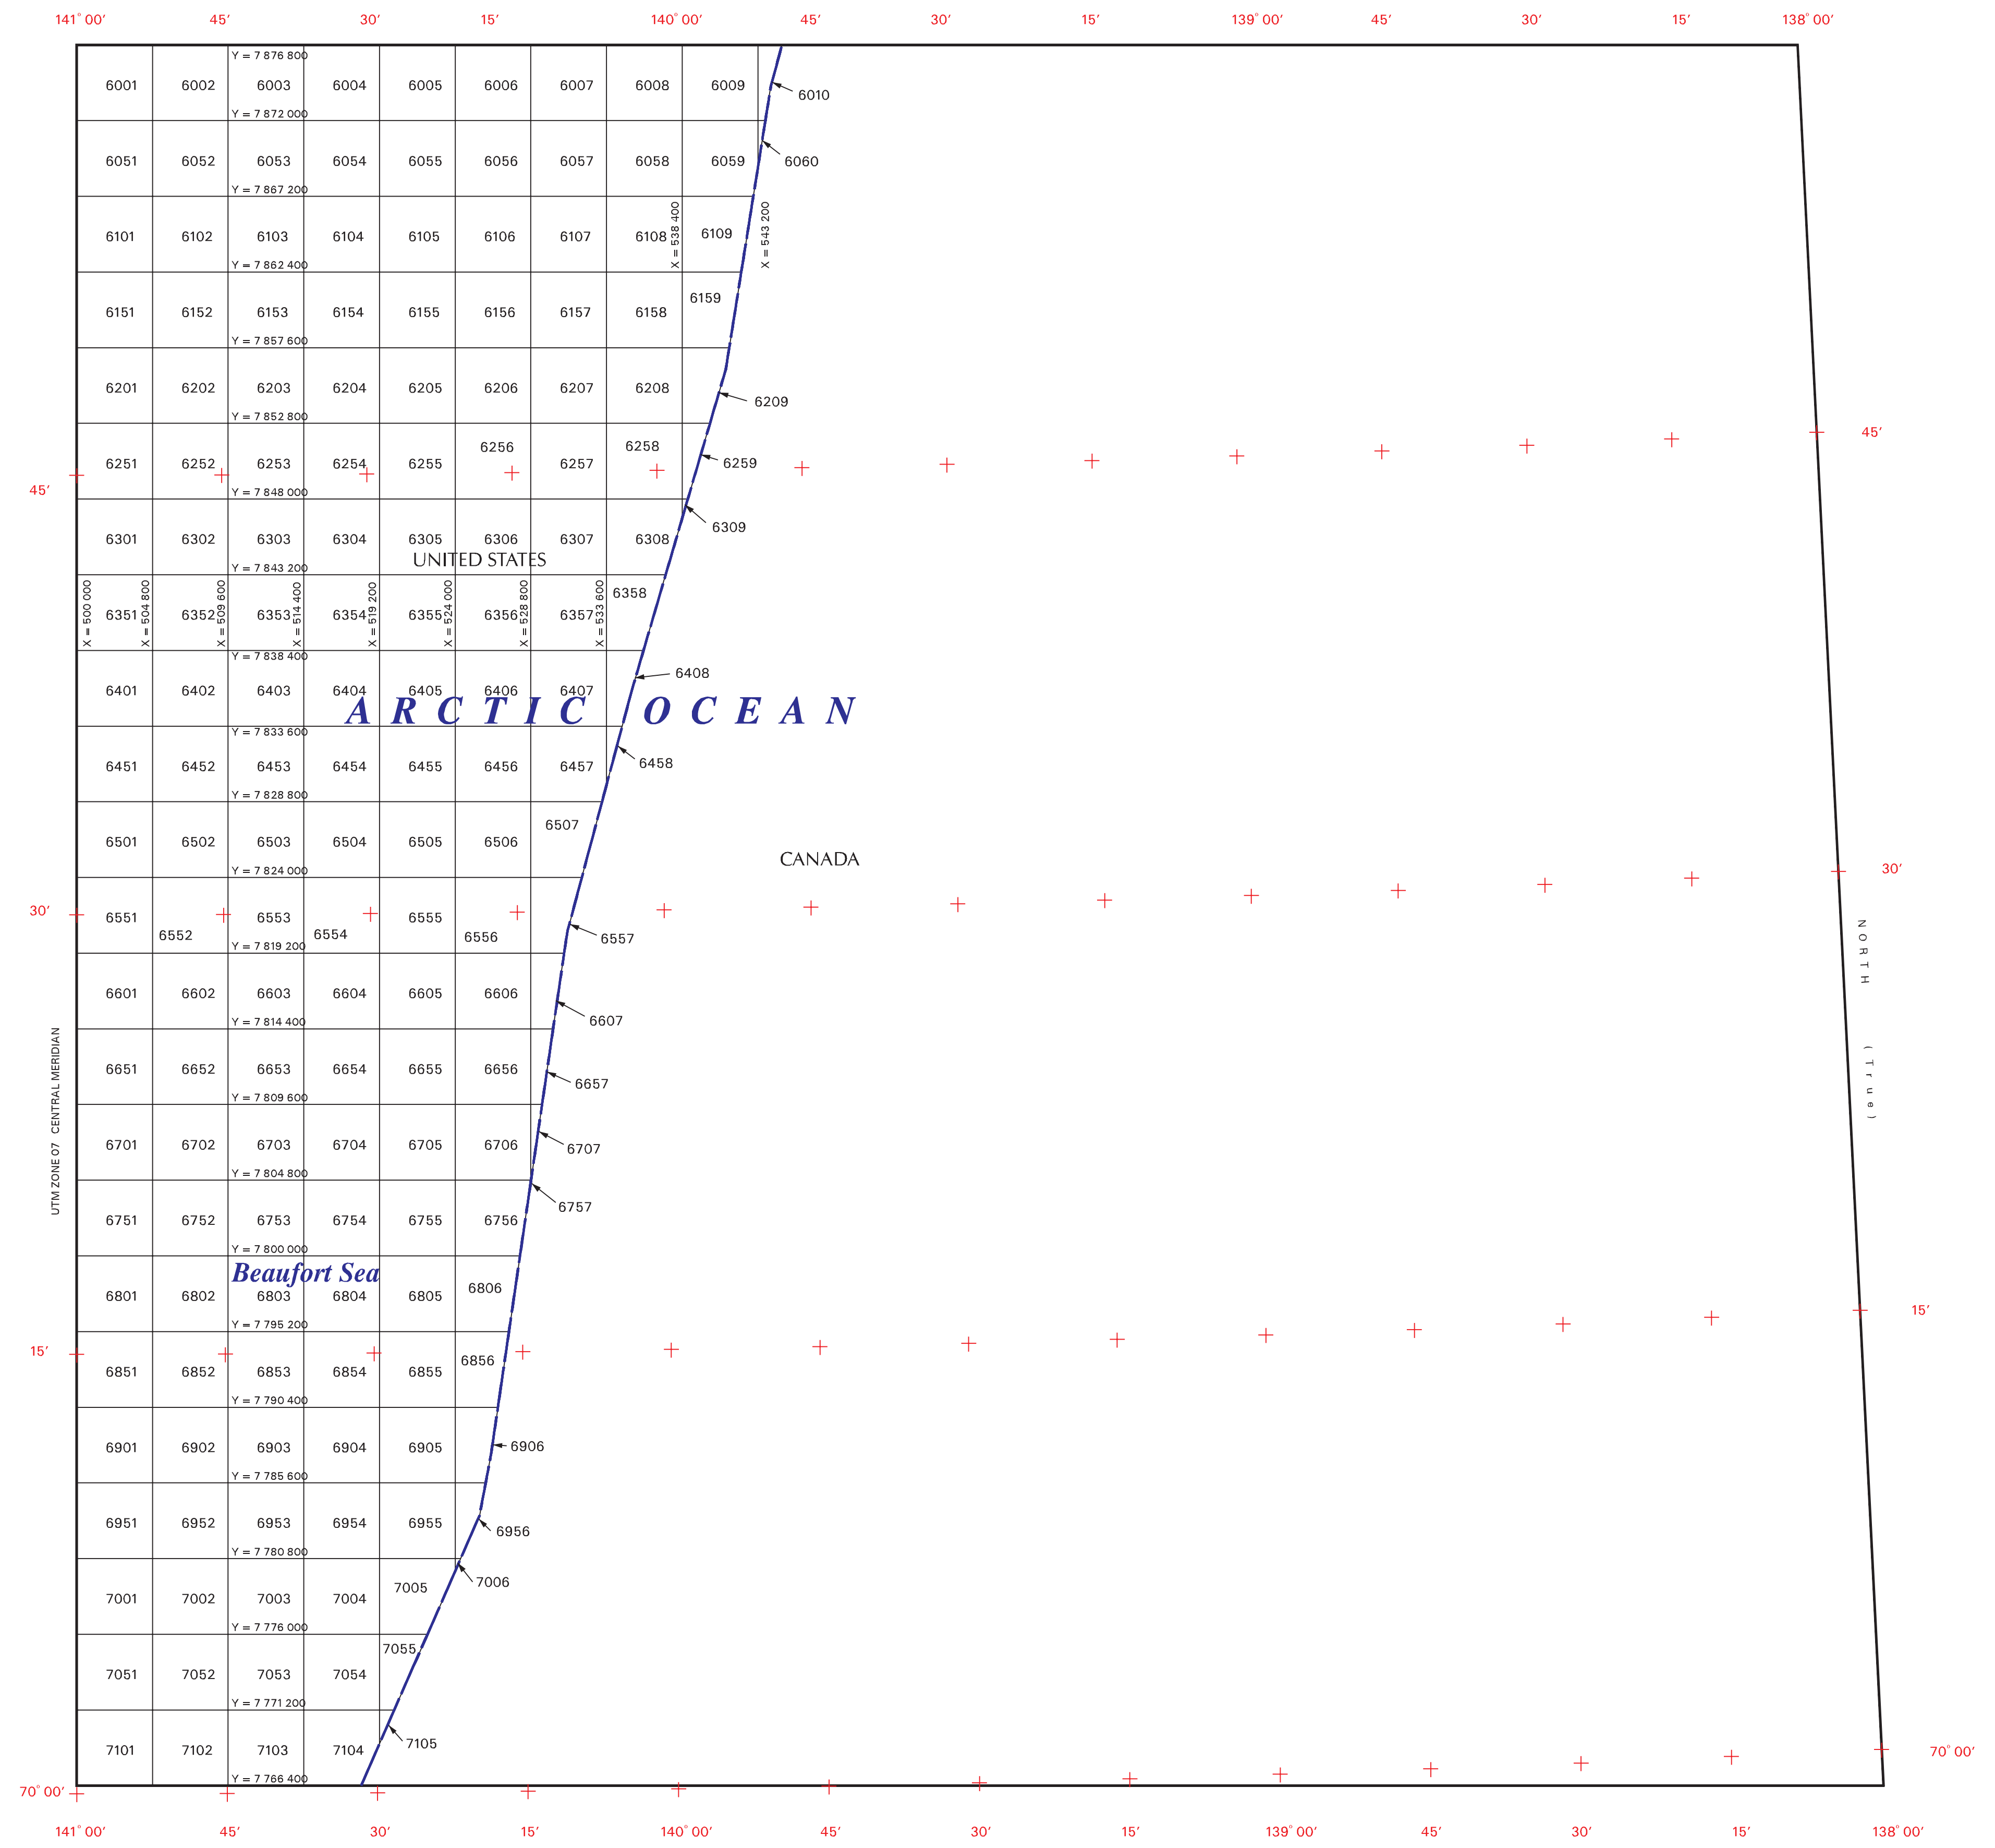 141° 00’ 45’ 30’ 15’ 140° 00’ 45’ 30’ 15’ 139° 00’ 45’ 30’ 15’ 138° 00’
Y = 7 876 800
6001 6002 6003 6004 6005 6006 6007 6008 6009
6010
Y = 7 872 000
6051 6052 6053 6054 6055 6056 6057 6058 6059 6060
Y = 7 867 200
X = 538 400
X = 543 200
6101 6102 6103 6104 6105 6106 6107 6108 6109
Y = 7 862 400
6159
6151 6152 6153 6154 6155 6156 6157 6158
Y = 7 857 600
6201 6202 6203 6204 6205 6206 6207 6208
6209
Y = 7 852 800
45’
6256 6258
6251 6252 6253 6254 6255 6257 6259
45’
Y = 7 848 000
6309
6301 6302 6303 6304 6305 6306 6307 6308
UNITED STATES
Y = 7 843 200
6358
X = 500 000
X = 504 800
X = 509 600
X = 514 400
X = 519 200
X = 524 000
X = 528 800
X = 533 600
6351 6352 6353 6354 6355 6356 6357
Y = 7 838 400
6408
6401 6402 6403 6404 6405 6406 6407
ARCTIC OCEAN
Y = 7 833 600
6451 6452 6453 6454 6455 6456 6457 6458
Y = 7 828 800
6507
6501 6502 6503 6504 6505 6506
CANADA
Y = 7 824 000
30’
30’
6551 6553 6555
6552 6554 6556 6557
Y = 7 819 200
NORTH (True)
6601 6602 6603 6604 6605 6606
6607
Y = 7 814 400
UTM ZONE 07 CENTRAL MERIDIAN
6651 6652 6653 6654 6655 6656
6657
Y = 7 809 600
6701 6702 6703 6704 6705 6706 6707
Y = 7 804 800
6757
6751 6752 6753 6754 6755 6756
Y = 7 800 000
Beaufort Sea
6806
6801 6802 6803 6804 6805
15’
Y = 7 795 200
15’
6856
6851 6852 6853 6854 6855
Y = 7 790 400
6901 6902 6903 6904 6905 6906
Y = 7 785 600
6951 6952 6953 6954 6955
6956
Y = 7 780 800
7006
7005
7001 7002 7003 7004
Y = 7 776 000
7055
7051 7052 7053 7054
Y = 7 771 200
7105
7101 7102 7103 7104
70° 00’
Y = 7 766 400
70° 00’
141° 00’ 45’ 30’ 15’ 140° 00’ 45’ 30’ 15’ 139° 00’ 45’ 30’ 15’ 138° 00’